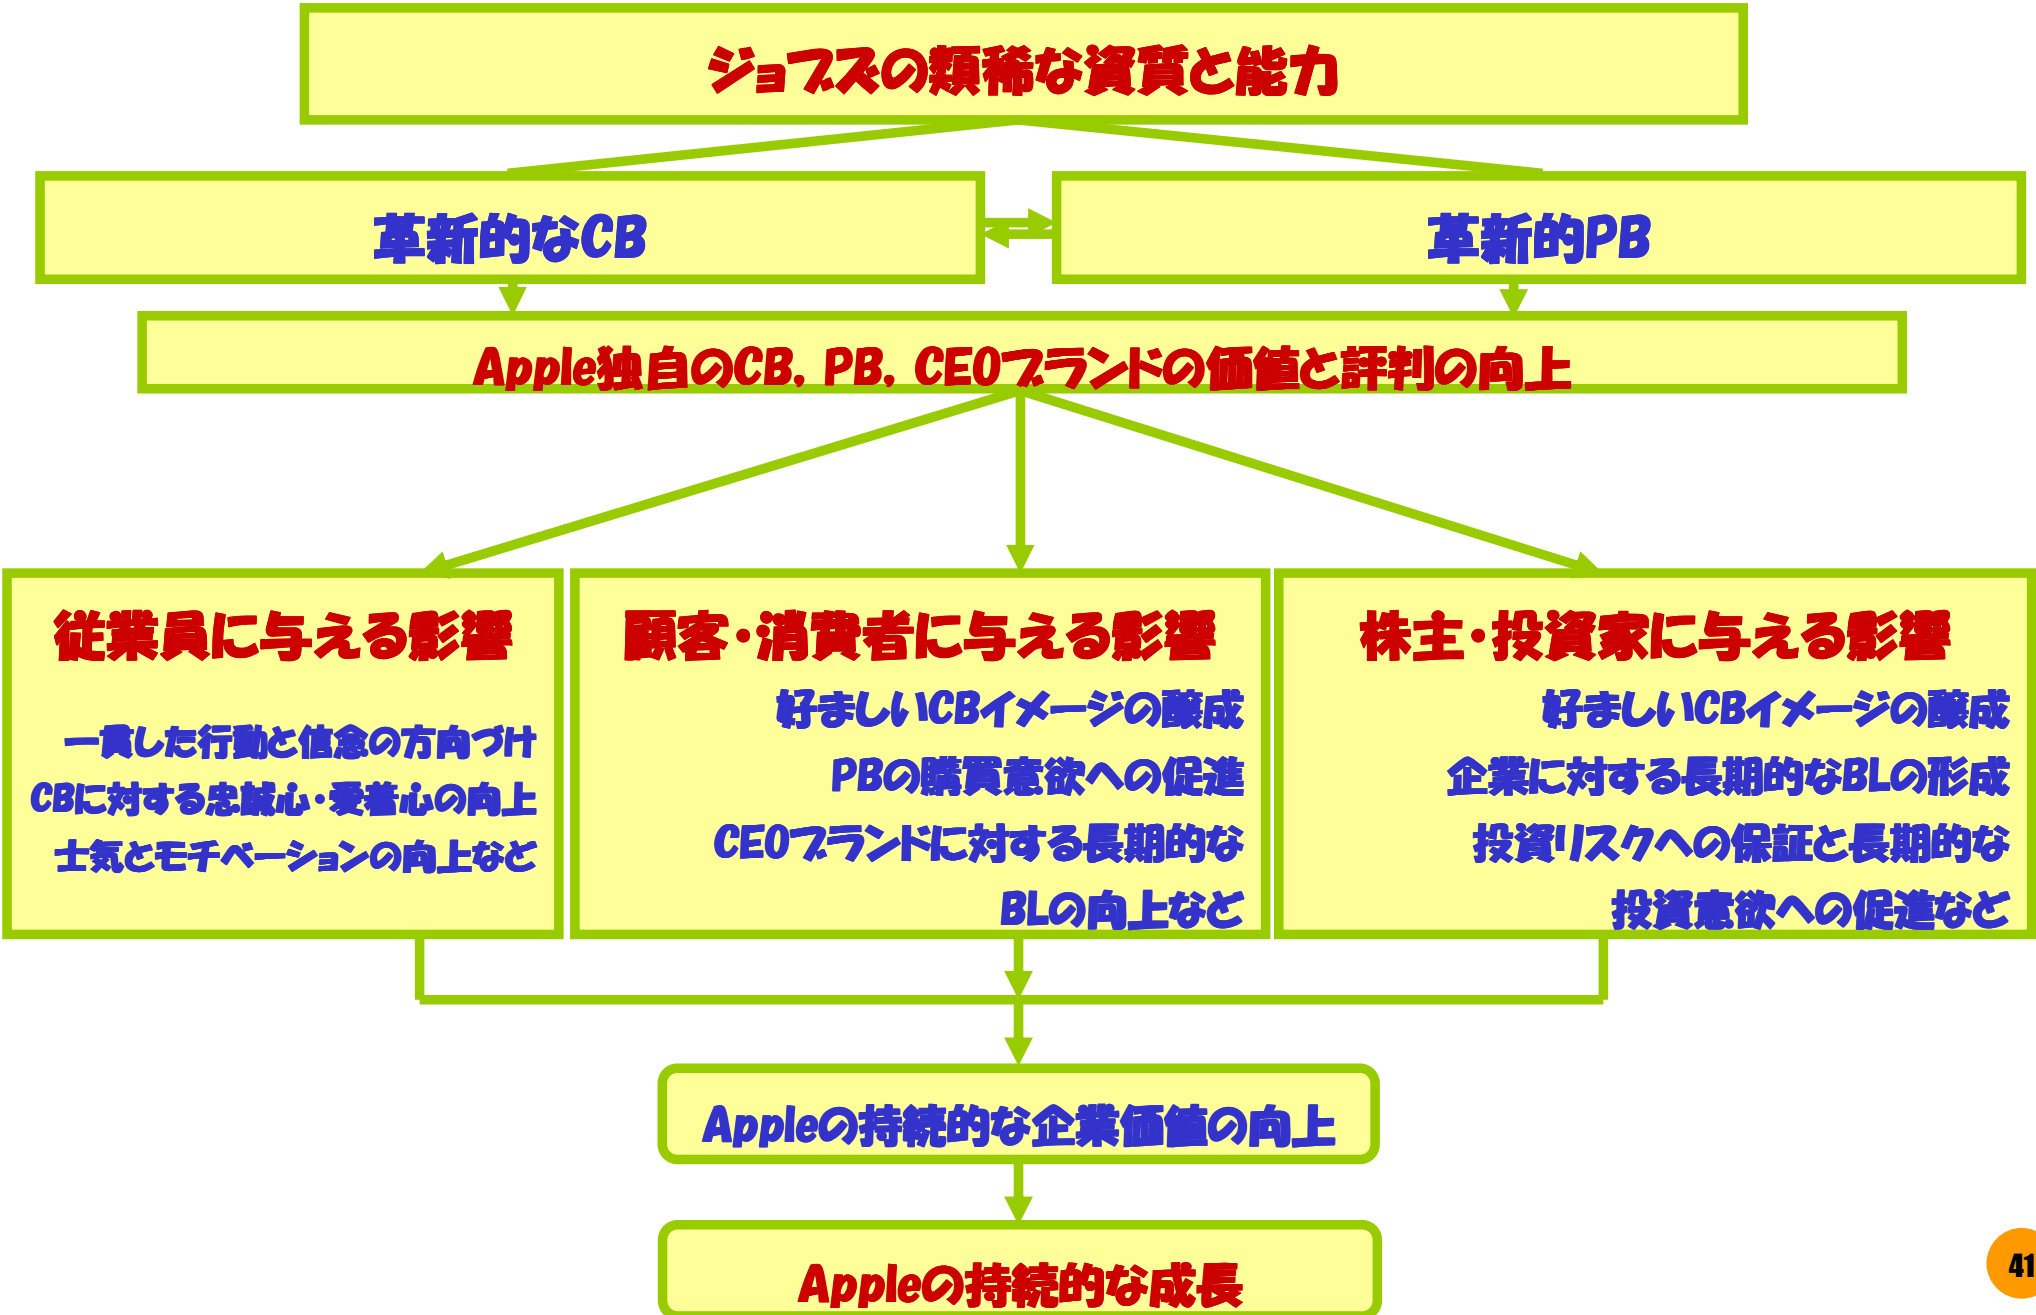 ジョブズの類稀な資質と能力
革新的なCB
革新的PB
Apple独自のCB, PB, CEOブランドの価値と評判の向上
従業員に与える影響
一貫した行動と信念の方向づけ
CBに対する忠誠心・愛着心の向上
士気とモチベーションの向上など
顧客・消費者に与える影響
好ましいCBイメージの醸成
PBの購買意欲への促進
CEOブランドに対する長期的な
BLの向上など
株主・投資家に与える影響
好ましいCBイメージの醸成
企業に対する長期的なBLの形成
投資リスクへの保証と長期的な
投資意欲への促進など
Appleの持続的な企業価値の向上
Appleの持続的な成長
41